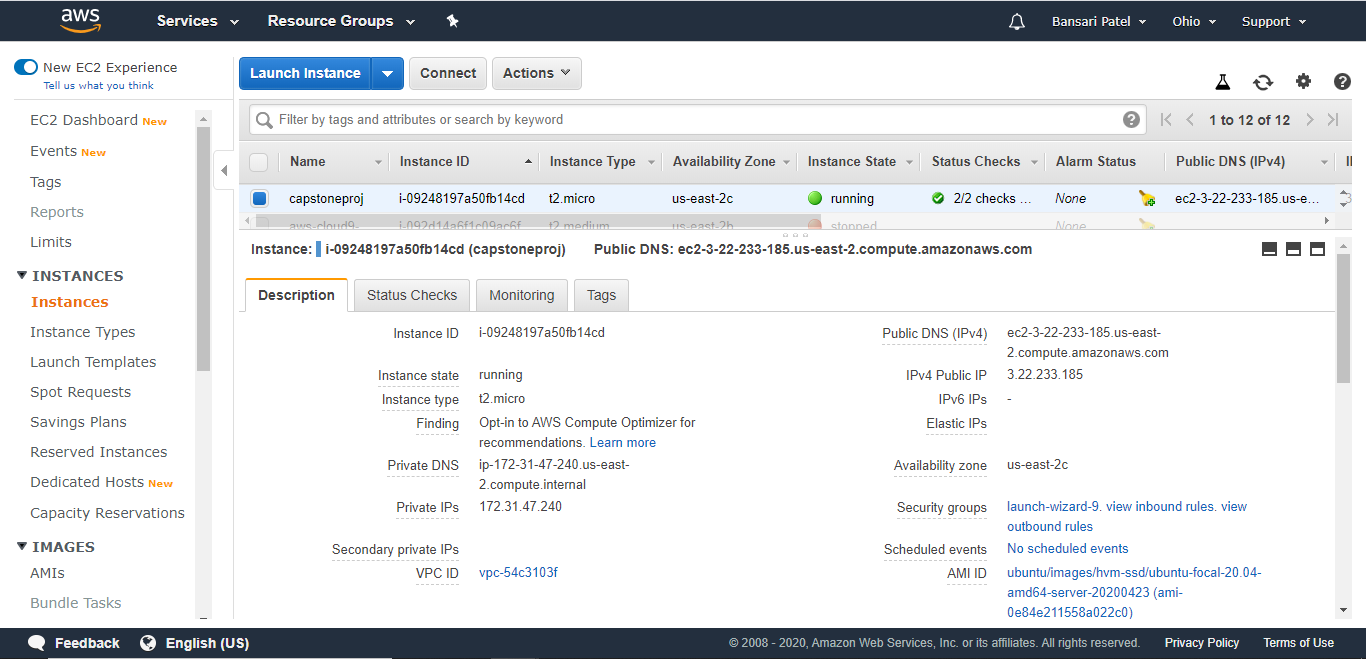 aws Services Resource Groups Bansari Patel Ohio Support
New EC2 Experience
Tell us what you think
Launch Instance Connect Actions
EC2 Dashboard New
Events New
Tags
Reports
Limits
INSTANCES
Instances
Instance Types
Launch Templates
Spot Requests
Savings Plans
Reserved Instances
Dedicated Hosts New
Capacity Reservations
IMAGES
AMIs
Bundle Tasks
Filter by tags and attributes or search by keyword 1 to 12 of 12
Name Instance ID Instance Type Availability Zone Instance State Status Checks Alarm Status Public DNS (IPv4)
capstoneproj i-09248197a50fb14cd t2.micro us-east-2c running 2/2 checks ... None ec2-3-22-233-185.us-e...
aws-cloud9- i-092d14a6f1c09ac6f t2.medium us-east-2b stopped None
Instance: i-09248197a50fb14cd (capstoneproj) Public DNS: ec2-3-22-233-185.us-east-2.compute.amazonaws.com
Description Status Checks Monitoring Tags
Instance ID i-09248197a50fb14cd
Instance state running
Instance type t2.micro
Finding Opt-in to AWS Compute Optimizer for
recommendations. Learn more
Private DNS ip-172-31-47-240.us-east-
2.compute.internal
Private IPs 172.31.47.240
Secondary private IPs
VPC ID vpc-54c3103f
Public DNS (IPv4) ec2-3-22-233-185.us-east-
2.compute.amazonaws.com
IPv4 Public IP 3.22.233.185
IPv6 IPs -
Elastic IPs
Availability zone us-east-2c
Security groups launch-wizard-9. view inbound rules. view
outbound rules
Scheduled events No scheduled events
AMI ID ubuntu/images/hvm-ssd/ubuntu-focal-20.04-
amd64-server-20200423 (ami-
0e84e211558a022c0)
Feedback English (US) © 2008 - 2020, Amazon Web Services, Inc. or its affiliates. All rights reserved. Privacy Policy Terms of Use